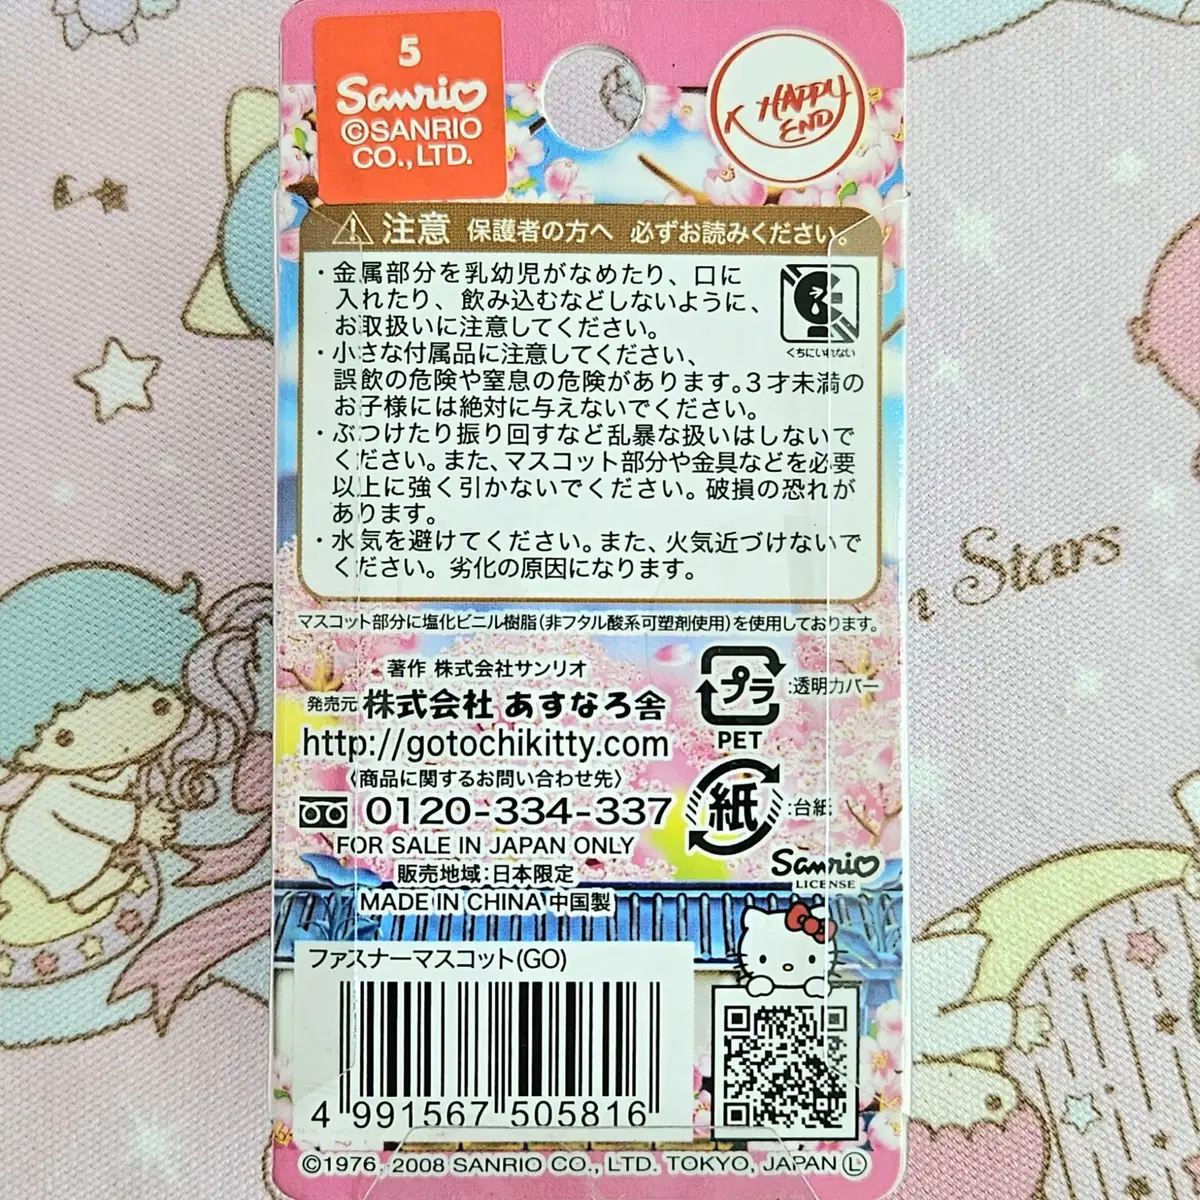 5
Sanrio
©SANRIO
CO.,LTD.
HAPPY
END
注意 保護者の方へ 必ずお読みください。
・金属部分を乳幼児がなめたり、口に
入れたり、飲み込むなどしないように、
お取扱いに注意してください。
くちにいれない
・小さな付属品に注意してください、
誤飲の危険や窒息の危険があります。3才未満の
お子様には絶対に与えないでください。
・ぶつけたり振り回すなど乱暴な扱いはしないで
ください。また、マスコット部分や金具などを必要
以上に強く引かないでください。破損の恐れが
あります。
・水気を避けてください。また、火気近づけないで
ください。劣化の原因になります。
マスコット部分に塩化ビニル樹脂(非フタル酸系可塑剤使用)を使用しております。
著作 株式会社サンリオ
発売元 株式会社 あすなろ舎
http://gotochikitty.com
〈商品に関するお問い合わせ先〉
0120-334-337
FOR SALE IN JAPAN ONLY
販売地域:日本限定
MADE IN CHINA 中国製
プラ :透明カバー
PET
紙 :台紙
Sanrio
LICENSE
ファスナーマスコット(GO)
4 991567 505816
©1976, 2008 SANRIO CO., LTD. TOKYO, JAPAN Ⓛ
Stars